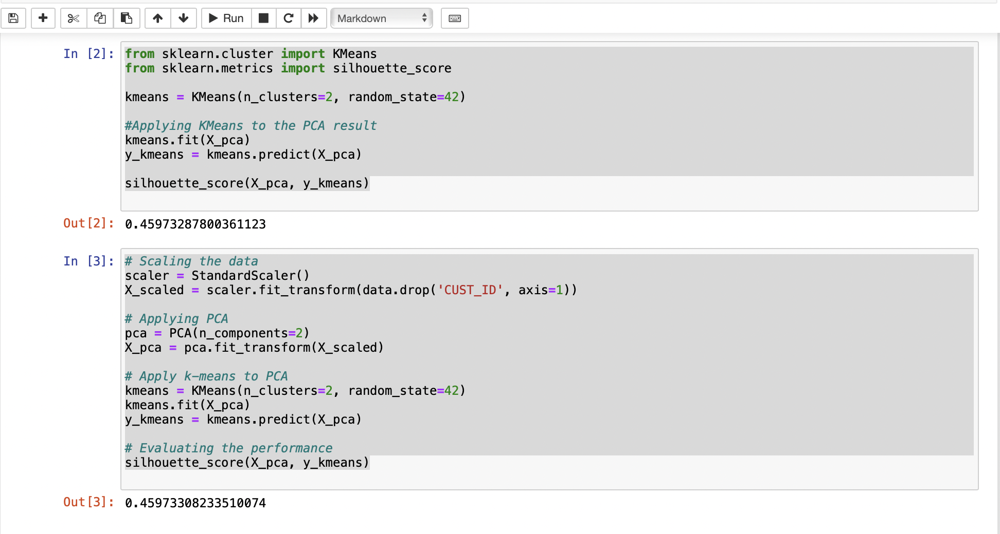 Run
Markdown
In [2]:
from sklearn.cluster import KMeans
from sklearn.metrics import silhouette_score
kmeans = KMeans(n_clusters=2, random_state=42)
#Applying KMeans to the PCA result
kmeans.fit(X_pca)
y_kmeans = kmeans.predict(X_pca)
silhouette_score(X_pca, y_kmeans)
Out[2]: 0.45973287800361123
In [3]:
# Scaling the data
scaler = StandardScaler()
X_scaled = scaler.fit_transform(data.drop('CUST_ID', axis=1))
# Applying PCA
pca = PCA(n_components=2)
X_pca = pca.fit_transform(X_scaled)
# Apply k-means to PCA
kmeans = KMeans(n_clusters=2, random_state=42)
kmeans.fit(X_pca)
y_kmeans = kmeans.predict(X_pca)
# Evaluating the performance
silhouette_score(X_pca, y_kmeans)
Out[3]: 0.45973308233510074